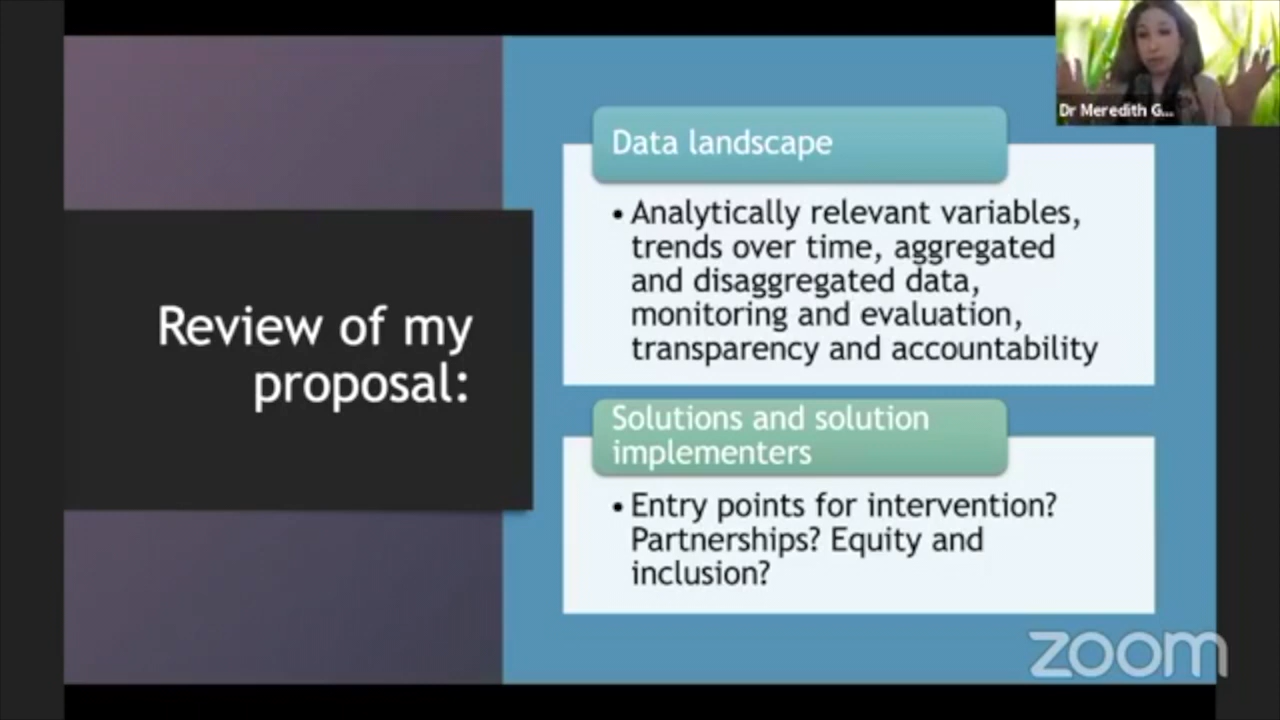 Dr Meredith G...
Data landscape
• Analytically relevant variables,
trends over time, aggregated
and disaggregated data,
monitoring and evaluation,
transparency and accountability
Review of my
proposal:
Solutions and solution
implementers
• Entry points for intervention?
Partnerships? Equity and
inclusion?
zoom